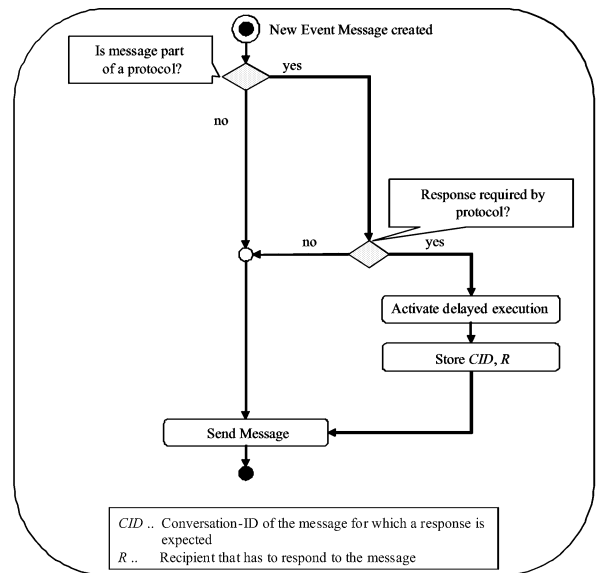 New Event Message created
Is message part
of a protocol?
yes
no
Response required by
protocol?
no
yes
Activate delayed execution
Store CID, R
Send Message
CID .. Conversation-ID of the message for which a response is
expected
R .. Recipient that has to respond to the message